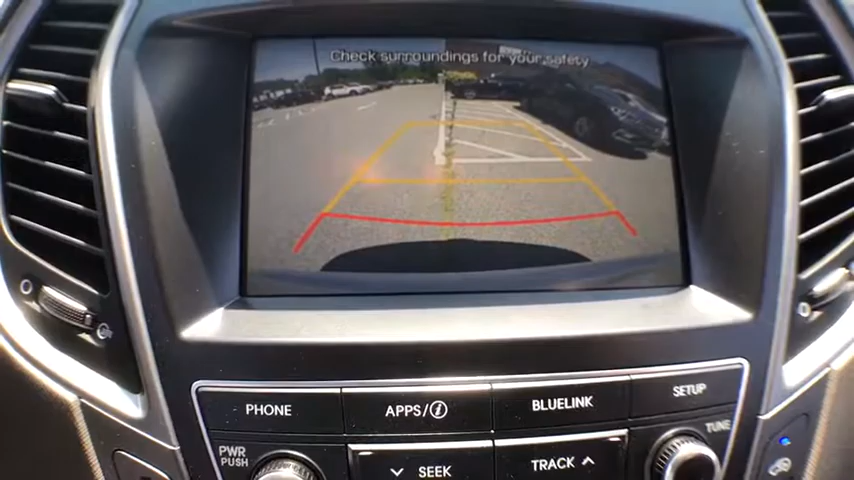 Check surroundings for your safety
PHONE
APPS/i
BLUELINK
SETUP
PWR
PUSH
SEEK
TRACK
TUNE